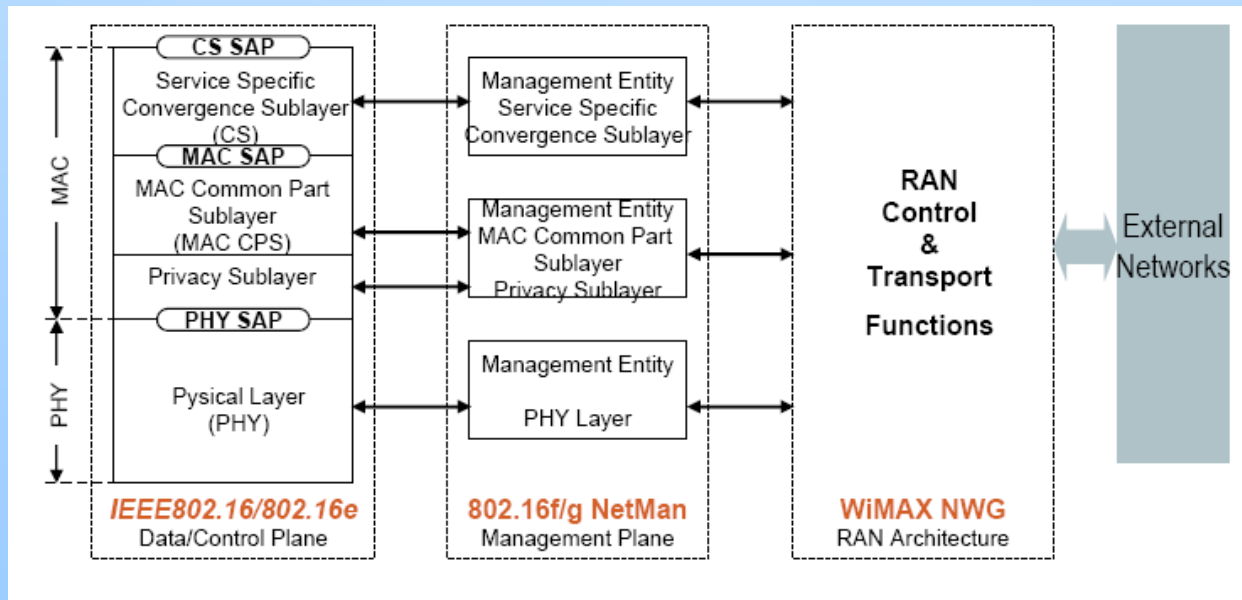 CS SAP
Service Specific
Convergence Sublayer
(CS)
MAC SAP
MAC Common Part
Sublayer
(MAC CPS)
Privacy Sublayer
PHY SAP
Pysical Layer
(PHY)
MAC
PHY
IEEE802.16/802.16e
Data/Control Plane
Management Entity
Service Specific
Convergence Sublayer
Management Entity
MAC Common Part
Sublayer
Privacy Sublayer
Management Entity
PHY Layer
802.16f/g NetMan
Management Plane
RAN
Control
&
Transport
Functions
WiMAX NWG
RAN Architecture
External
Networks